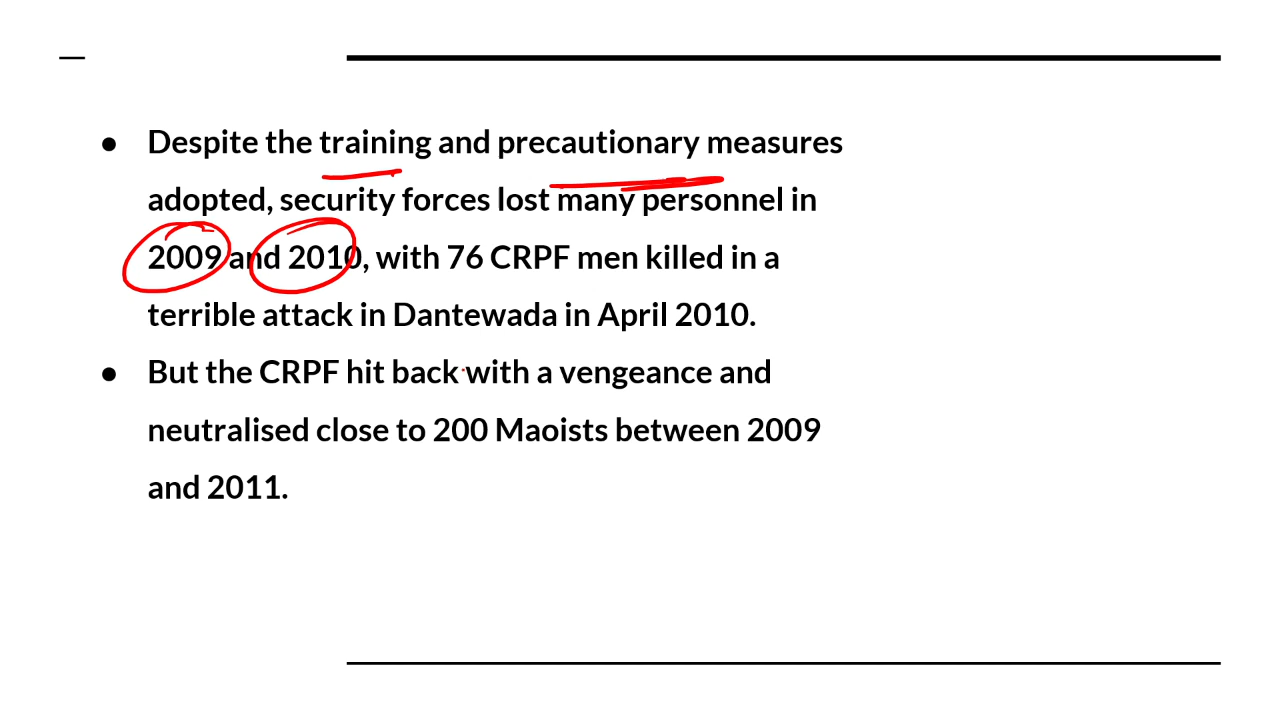 ● Despite the training and precautionary measures
adopted, security forces lost many personnel in
2009 and 2010, with 76 CRPF men killed in a
terrible attack in Dantewada in April 2010.
● But the CRPF hit back with a vengeance and
neutralised close to 200 Maoists between 2009
and 2011.